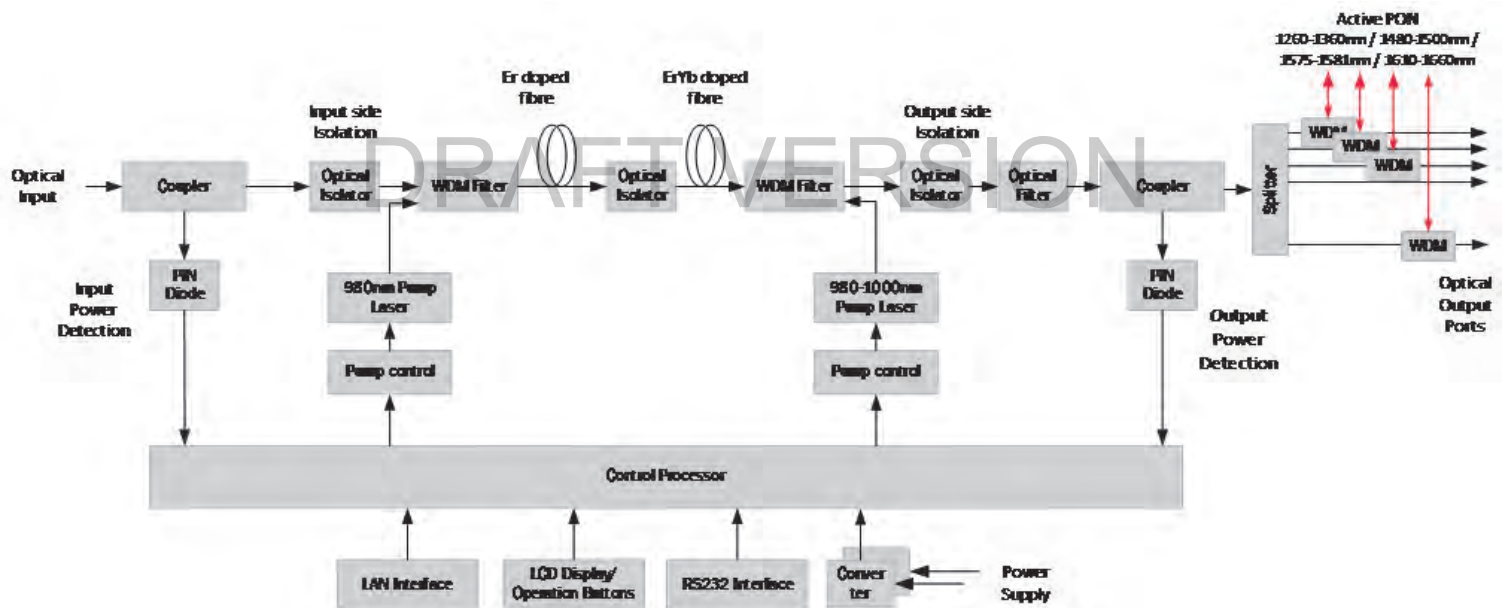 Active PON
1260-1360nm / 1480-1500nm /
1575-1581nm / 1610-1660nm
Er doped
fibre
ErYb doped
fibre
Input side
Isolation
Output side
Isolation
DRAFT VERSION
Optical
Input
Coupler
Optical
Isolator
WDM Filter
Optical
Isolator
WDM Filter
Optical
Isolator
Optical
Filter
Coupler
Splitter
WDM
WDM
WDM
WDM
Optical
Output
Ports
Input
Power
Detection
PIN
Diode
980nm Pump
Laser
980-1000nm
Pump Laser
PIN
Diode
Output
Power
Detection
Pump control
Pump control
Control Processor
LAN Interface
LCD Display/
Operation Buttons
RS232 Interface
Conver
ter
Power
Supply